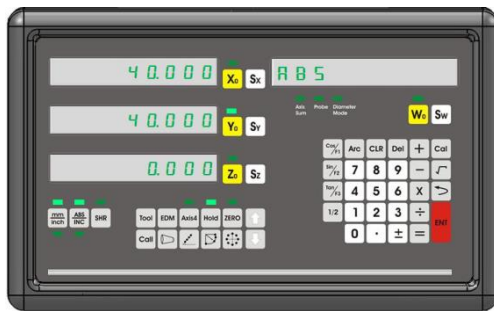 40.000 X₀ Sx ABS
Axis Sum Probe Diameter Mode
40.000 Y₀ Sʏ W₀ Sw
Cos/F1 Arc CLR Del + Cal
0.000 Z₀ Sz Sin/F2 7 8 9 -
Tan/F3 4 5 6 X
mm/inch ABS/INC SHR Tool EDM Axis4 Hold ZERO 1/2 1 2 3 ÷ ENT
Call 0 · ± =